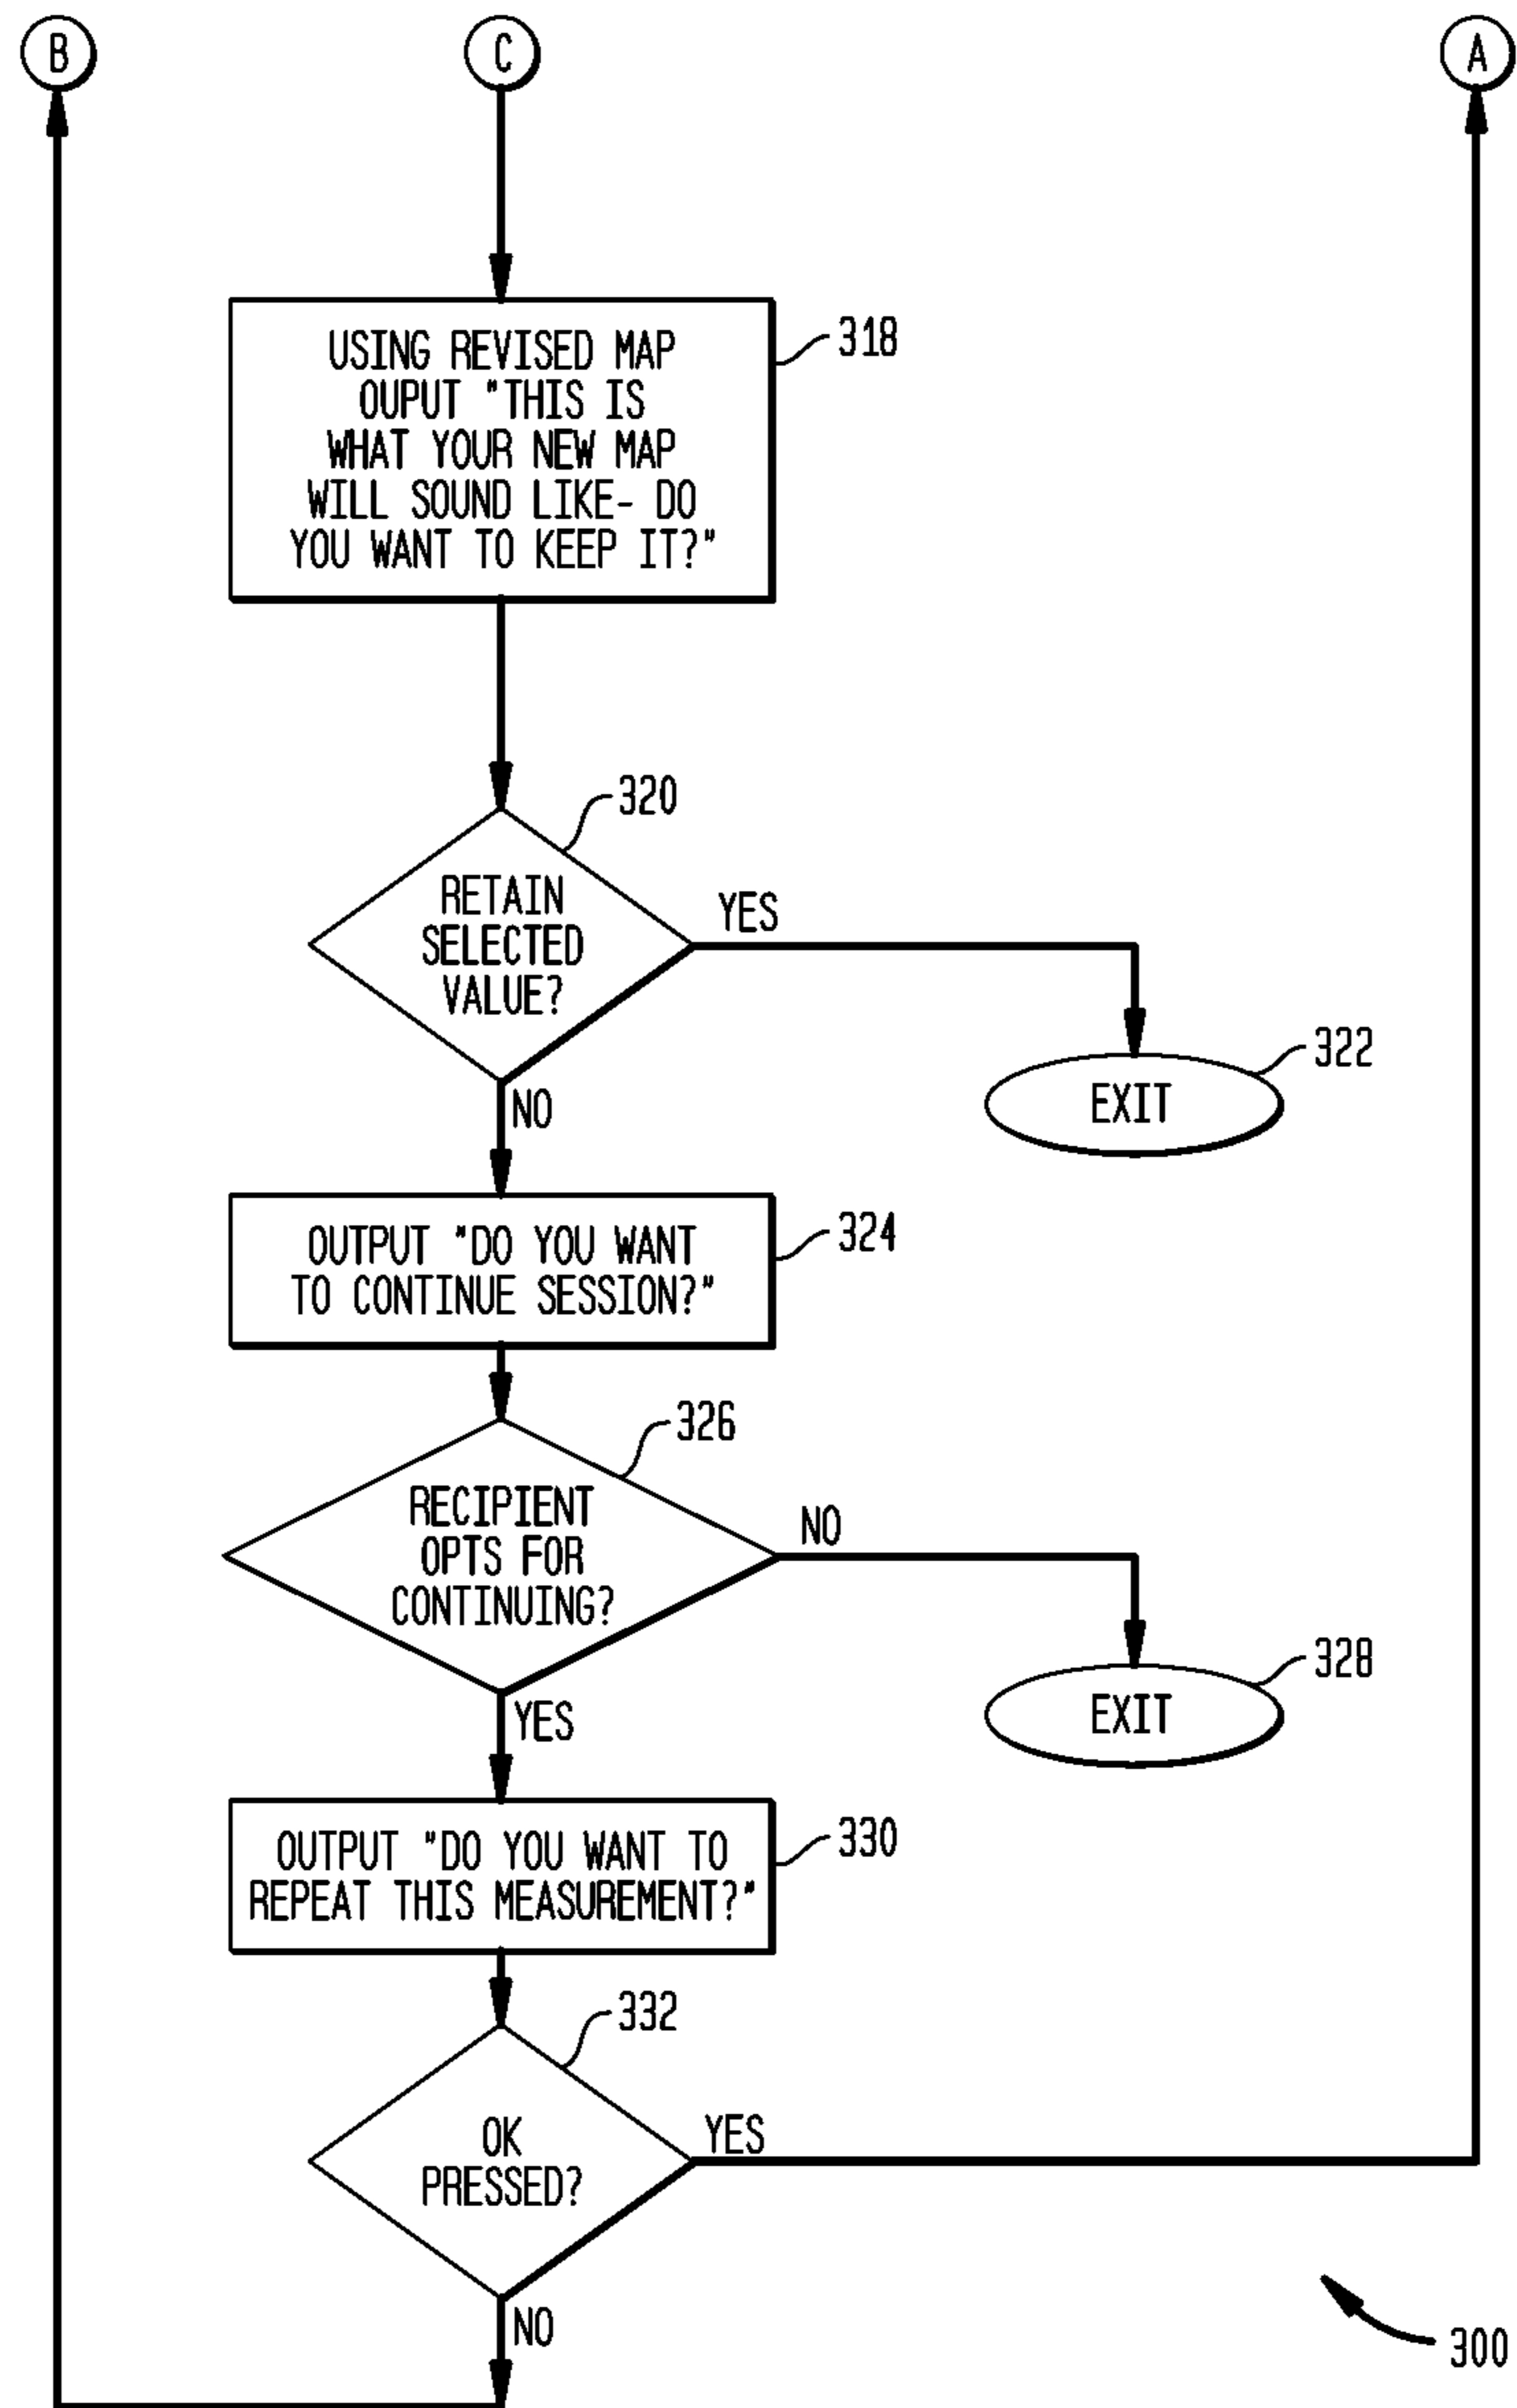 B
C
A
USING REVISED MAP
OUPUT "THIS IS
WHAT YOUR NEW MAP
WILL SOUND LIKE- DO
YOU WANT TO KEEP IT?"
318
320
RETAIN
SELECTED
VALUE?
YES
322
EXIT
NO
OUTPUT "DO YOU WANT
TO CONTINUE SESSION?"
324
326
RECIPIENT
OPTS FOR
CONTINUING?
NO
328
EXIT
YES
OUTPUT "DO YOU WANT TO
REPEAT THIS MEASUREMENT?"
330
332
OK
PRESSED?
YES
NO
300